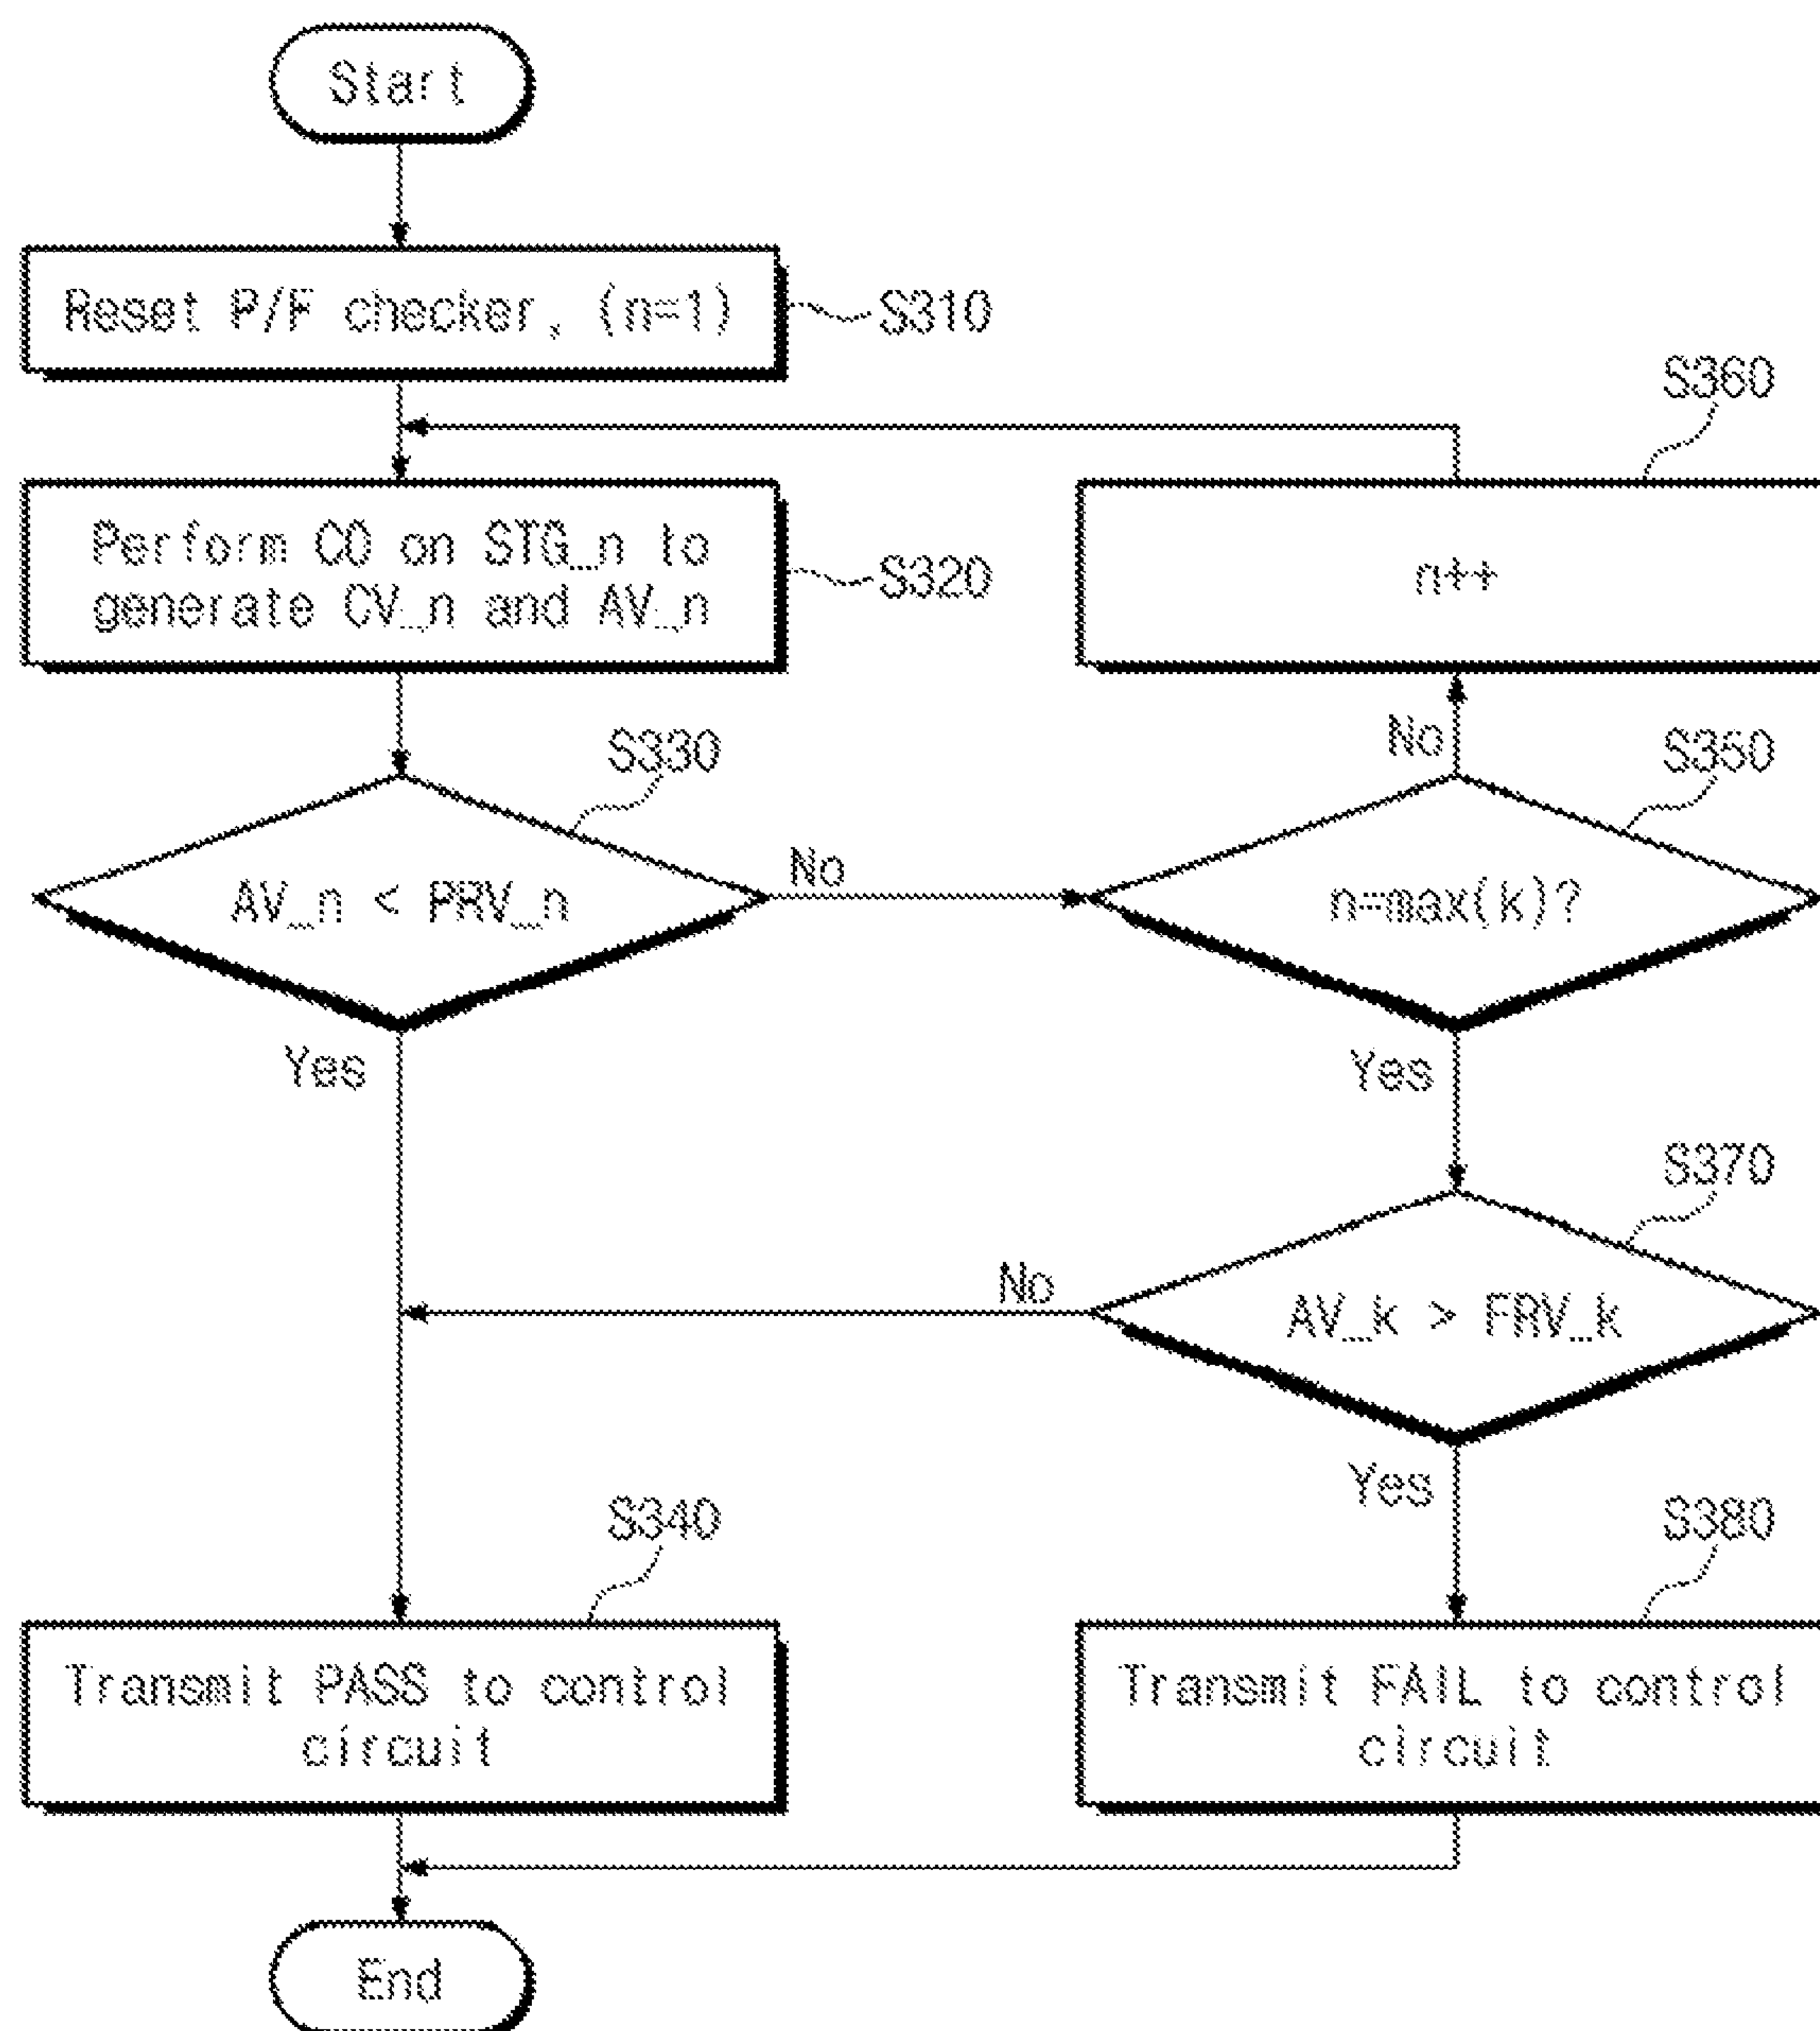 Start
Reset P/F checker, (n=1)
S310
S360
Perform CO on STG_n to
generate CV_n and AV_n
S320
n++
S330
No
S350
AV_n < PRV_n
No
n=max(k)?
Yes
Yes
S370
No
AV_k > FRV_k
Yes
S340
S380
Transmit PASS to control
circuit
Transmit FAIL to control
circuit
End